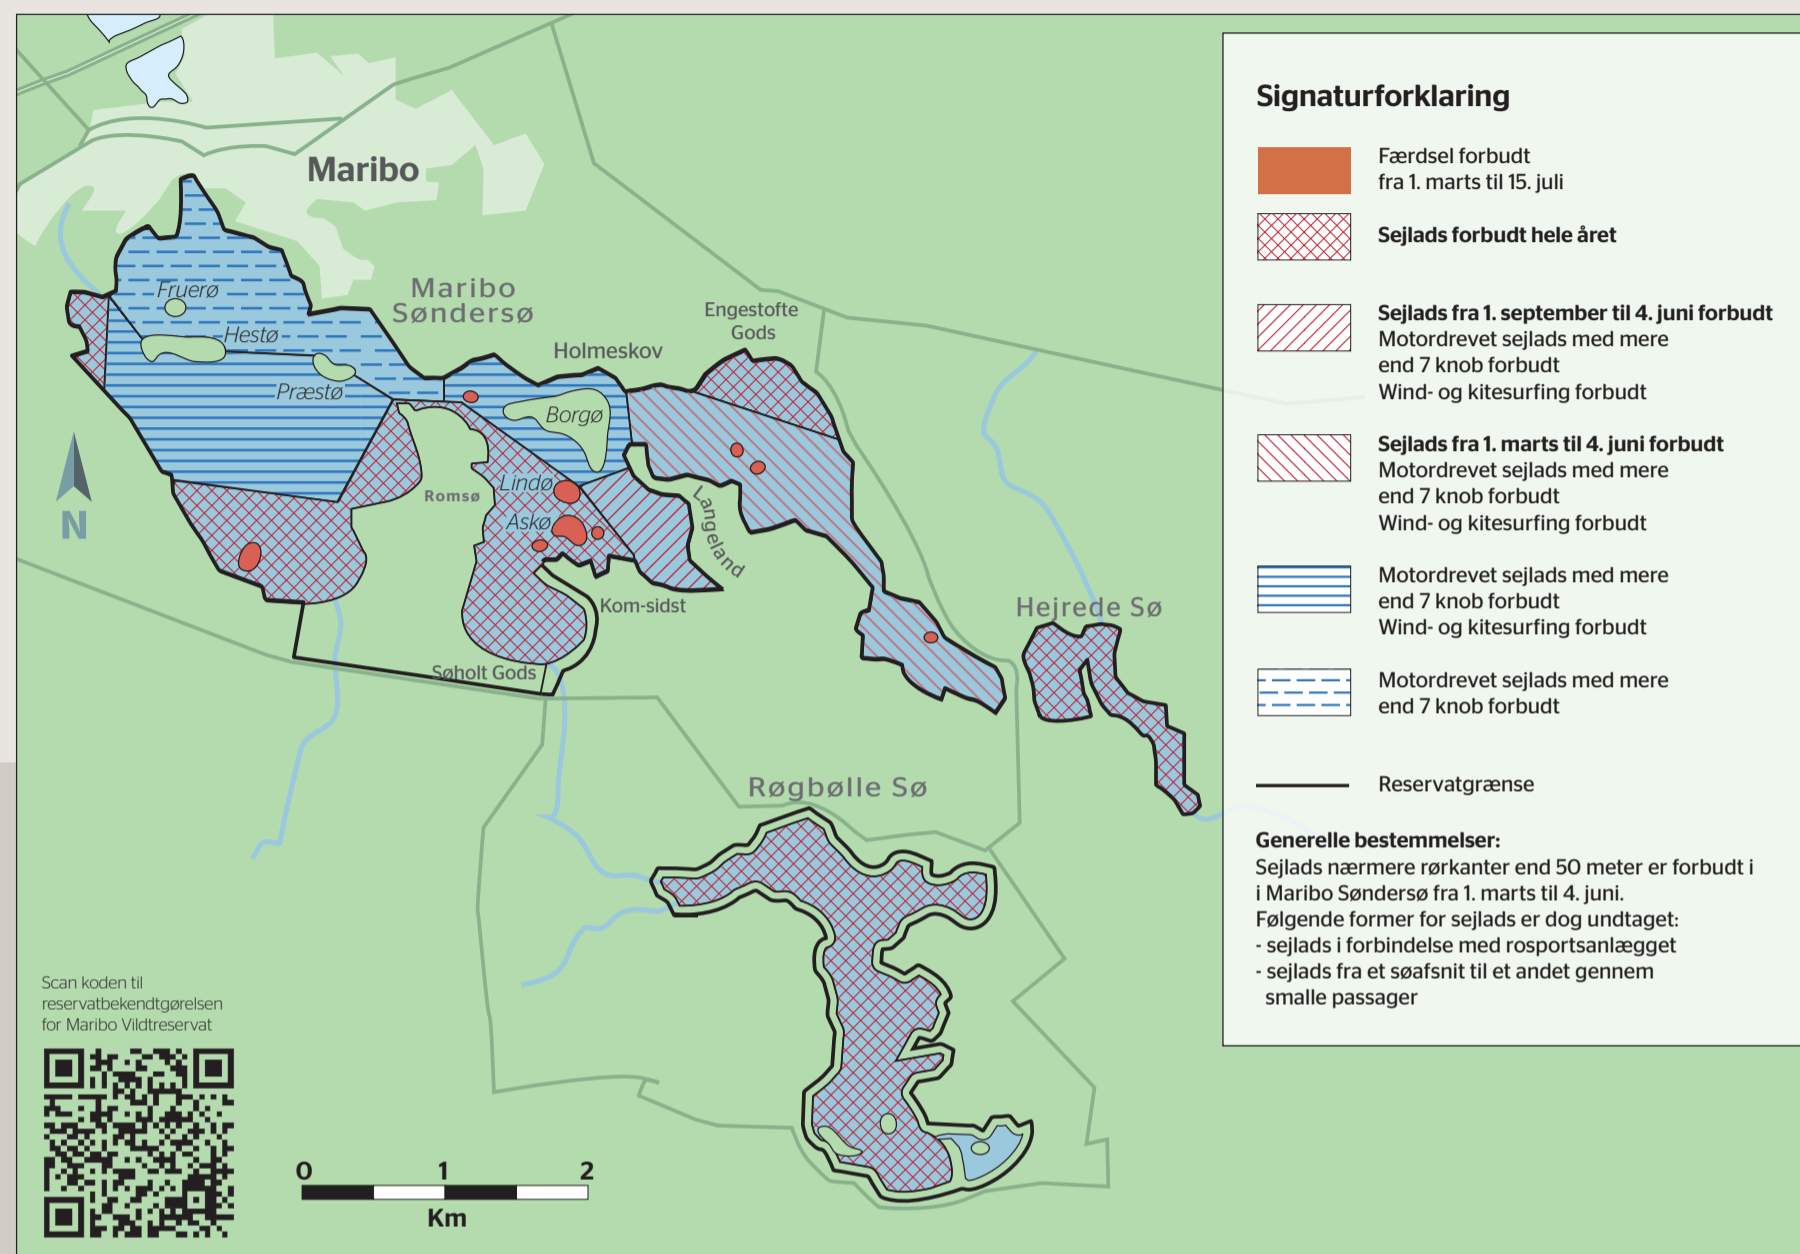 Maribo
Maribo
Søndersø
Fruerø
Hestø
Præstø
Holmeskov
Engestofte
Gods
Borgø
Romsø
Lindø
Askø
Langeland
Kom-sidst
Søholt Gods
Hejrede Sø
Røgbølle Sø
N
Scan koden til
reservatbekendtgørelsen
for Maribo Vildtreservat
0 1 2
Km
Signaturforklaring
Færdsel forbudt
fra 1. marts til 15. juli
Sejlads forbudt hele året
Sejlads fra 1. september til 4. juni forbudt
Motordrevet sejlads med mere
end 7 knob forbudt
Wind- og kitesurfing forbudt
Sejlads fra 1. marts til 4. juni forbudt
Motordrevet sejlads med mere
end 7 knob forbudt
Wind- og kitesurfing forbudt
Motordrevet sejlads med mere
end 7 knob forbudt
Wind- og kitesurfing forbudt
Motordrevet sejlads med mere
end 7 knob forbudt
Reservatgrænse
Generelle bestemmelser:
Sejlads nærmere rørkanter end 50 meter er forbudt i
i Maribo Søndersø fra 1. marts til 4. juni.
Følgende former for sejlads er dog undtaget:
- sejlads i forbindelse med rosportsanlægget
- sejlads fra et søafsnit til et andet gennem
smalle passager